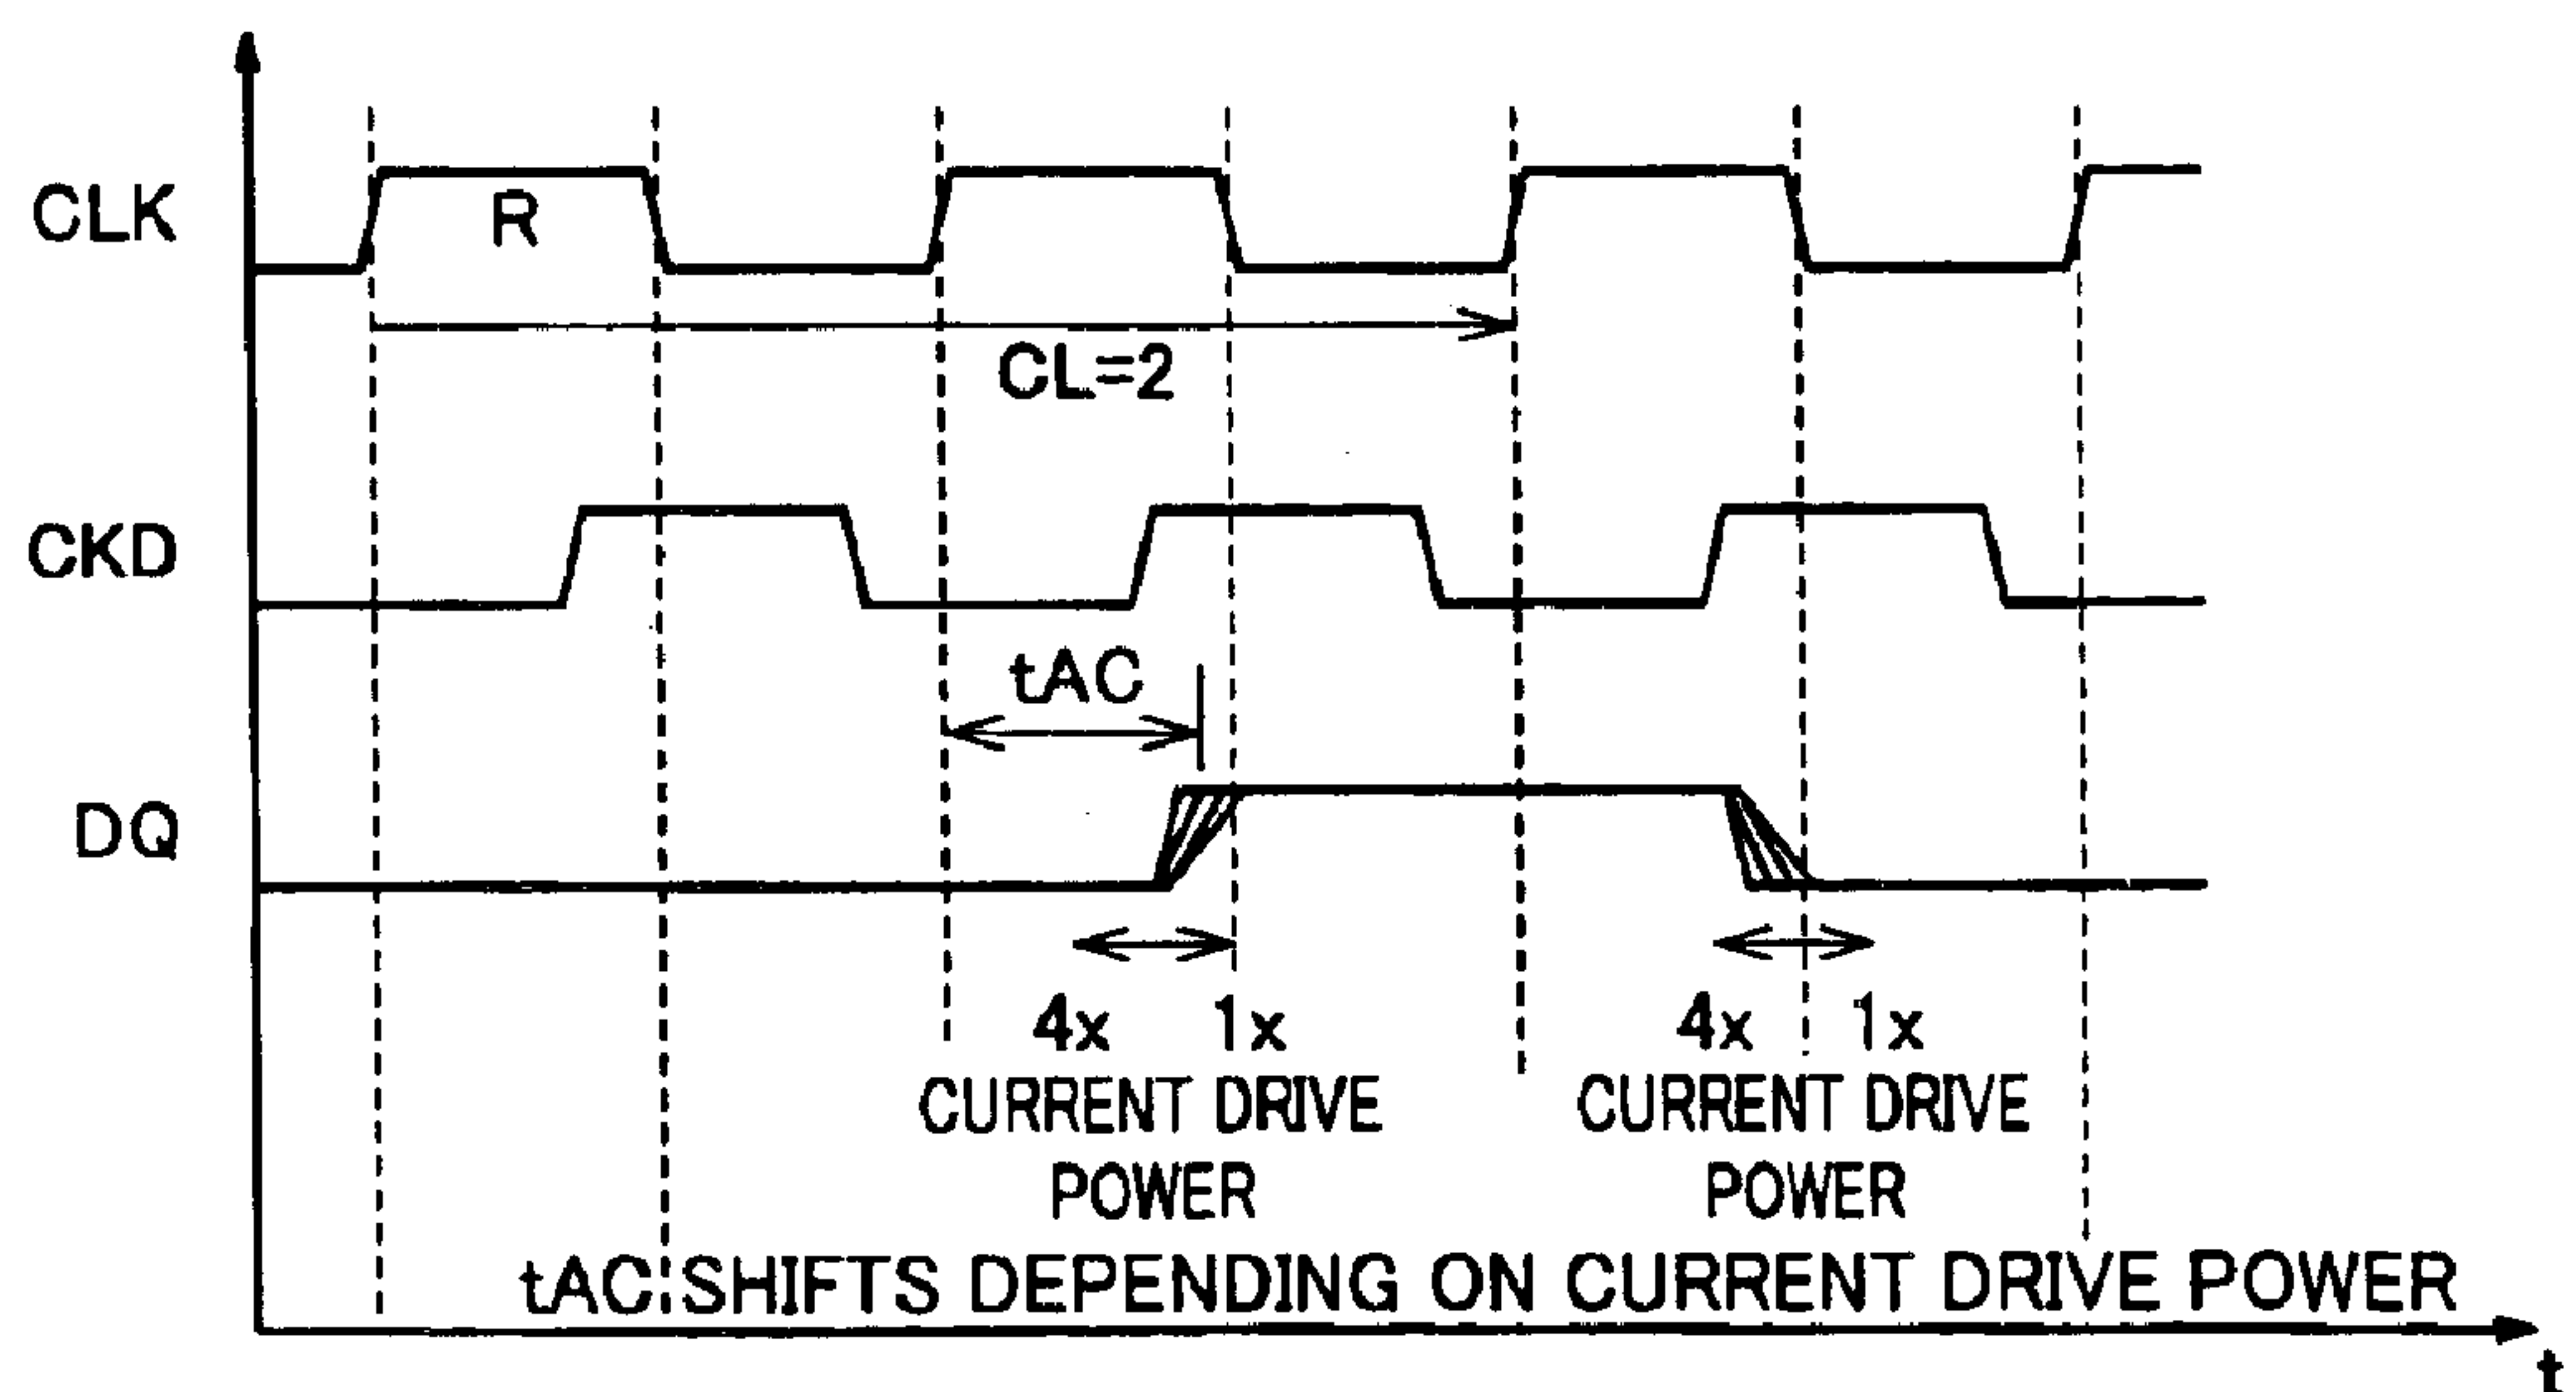 CLK
R
CL=2
CKD
tAC
DQ
4x 1x
CURRENT DRIVE
POWER
4x 1x
CURRENT DRIVE
POWER
tAC SHIFTS DEPENDING ON CURRENT DRIVE POWER
t